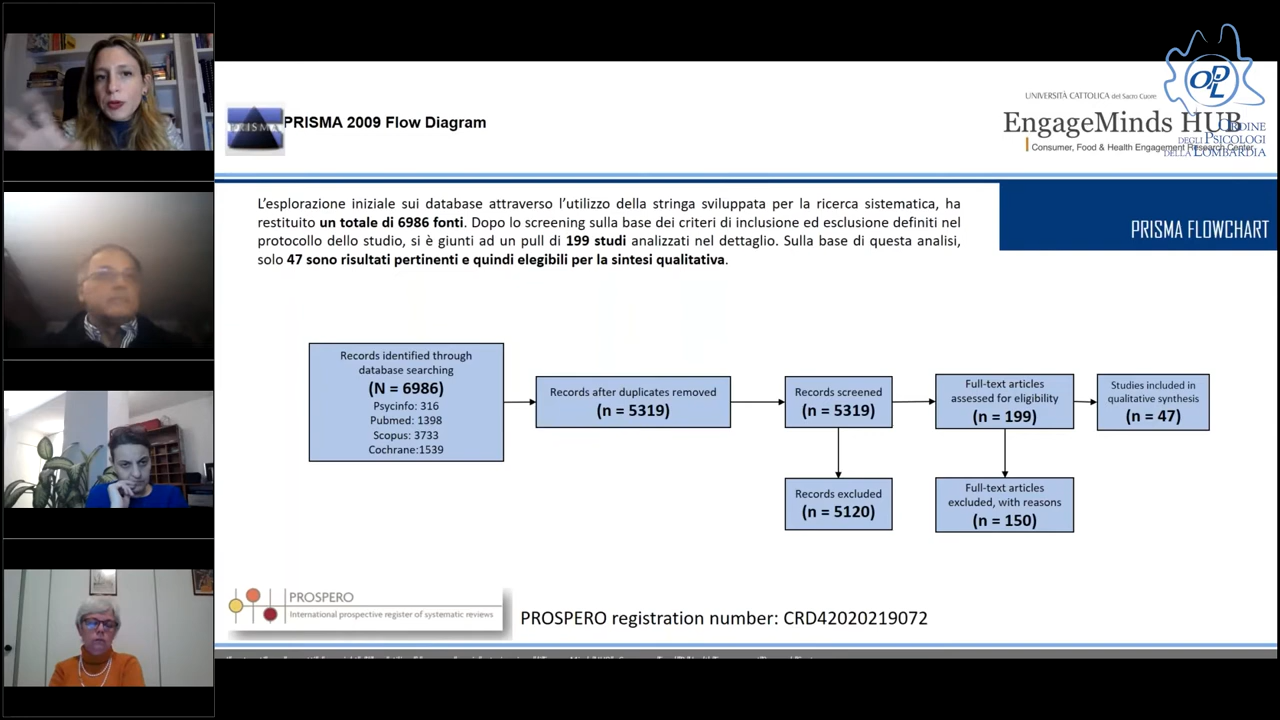 PRISMA
PRISMA 2009 Flow Diagram
UNIVERSITÀ CATTOLICA del Sacro Cuore
EngageMinds HUB
Consumer, Food & Health Engagement Research Center
OPL
ORDINE
DEGLI PSICOLOGI
DELLA LOMBARDIA
PRISMA FLOWCHART
L'esplorazione iniziale sui database attraverso l'utilizzo della stringa sviluppata per la ricerca sistematica, ha
restituito un totale di 6986 fonti. Dopo lo screening sulla base dei criteri di inclusione ed esclusione definiti nel
protocollo dello studio, si è giunti ad un pull di 199 studi analizzati nel dettaglio. Sulla base di questa analisi,
solo 47 sono risultati pertinenti e quindi elegibili per la sintesi qualitativa.
Records identified through
database searching
(N = 6986)
Psycinfo: 316
Pubmed: 1398
Scopus: 3733
Cochrane:1539
Records after duplicates removed
(n = 5319)
Records screened
(n = 5319)
Full-text articles
assessed for eligibility
(n = 199)
Studies included in
qualitative synthesis
(n = 47)
Records excluded
(n = 5120)
Full-text articles
excluded, with reasons
(n = 150)
PROSPERO
International prospective register of systematic reviews
PROSPERO registration number: CRD42020219072